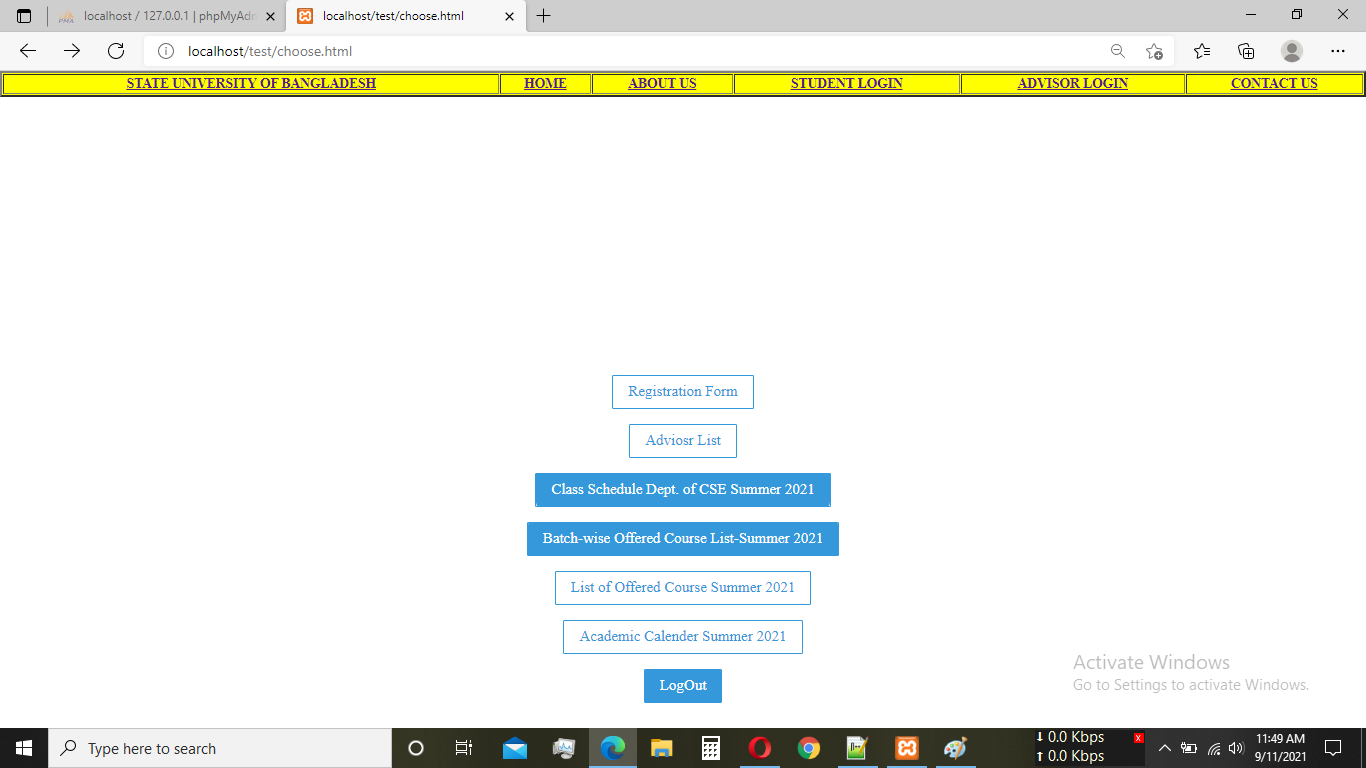 localhost / 127.0.0.1 | phpMyAdm
localhost/test/choose.html
localhost/test/choose.html
STATE UNIVERSITY OF BANGLADESH HOME ABOUT US STUDENT LOGIN ADVISOR LOGIN CONTACT US
Registration Form
Adviosr List
Class Schedule Dept. of CSE Summer 2021
Batch-wise Offered Course List-Summer 2021
List of Offered Course Summer 2021
Academic Calender Summer 2021
LogOut
Activate Windows
Go to Settings to activate Windows.
Type here to search
0.0 Kbps
0.0 Kbps
11:49 AM
9/11/2021